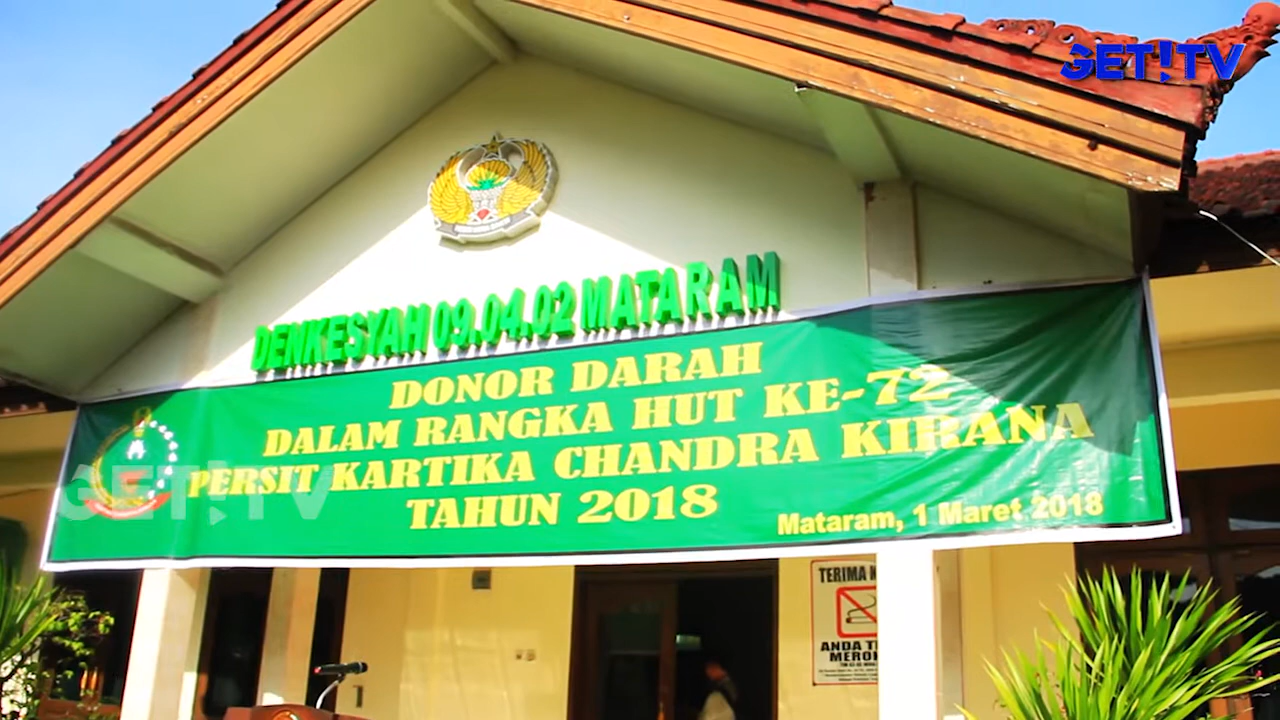 GET!TV
DENKESYAH 09.04.02 MATARAM
DONOR DARAH
DALAM RANGKA HUT KE-72
PERSIT KARTIKA CHANDRA KIRANA
TAHUN 2018
Mataram, 1 Maret 2018
GET!TV
TERIMA
ANDA